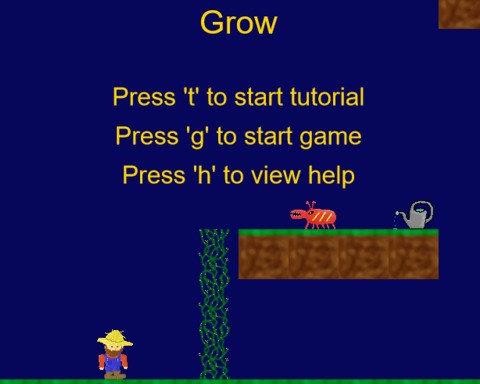 Grow
Press 't' to start tutorial
Press 'g' to start game
Press 'h' to view help